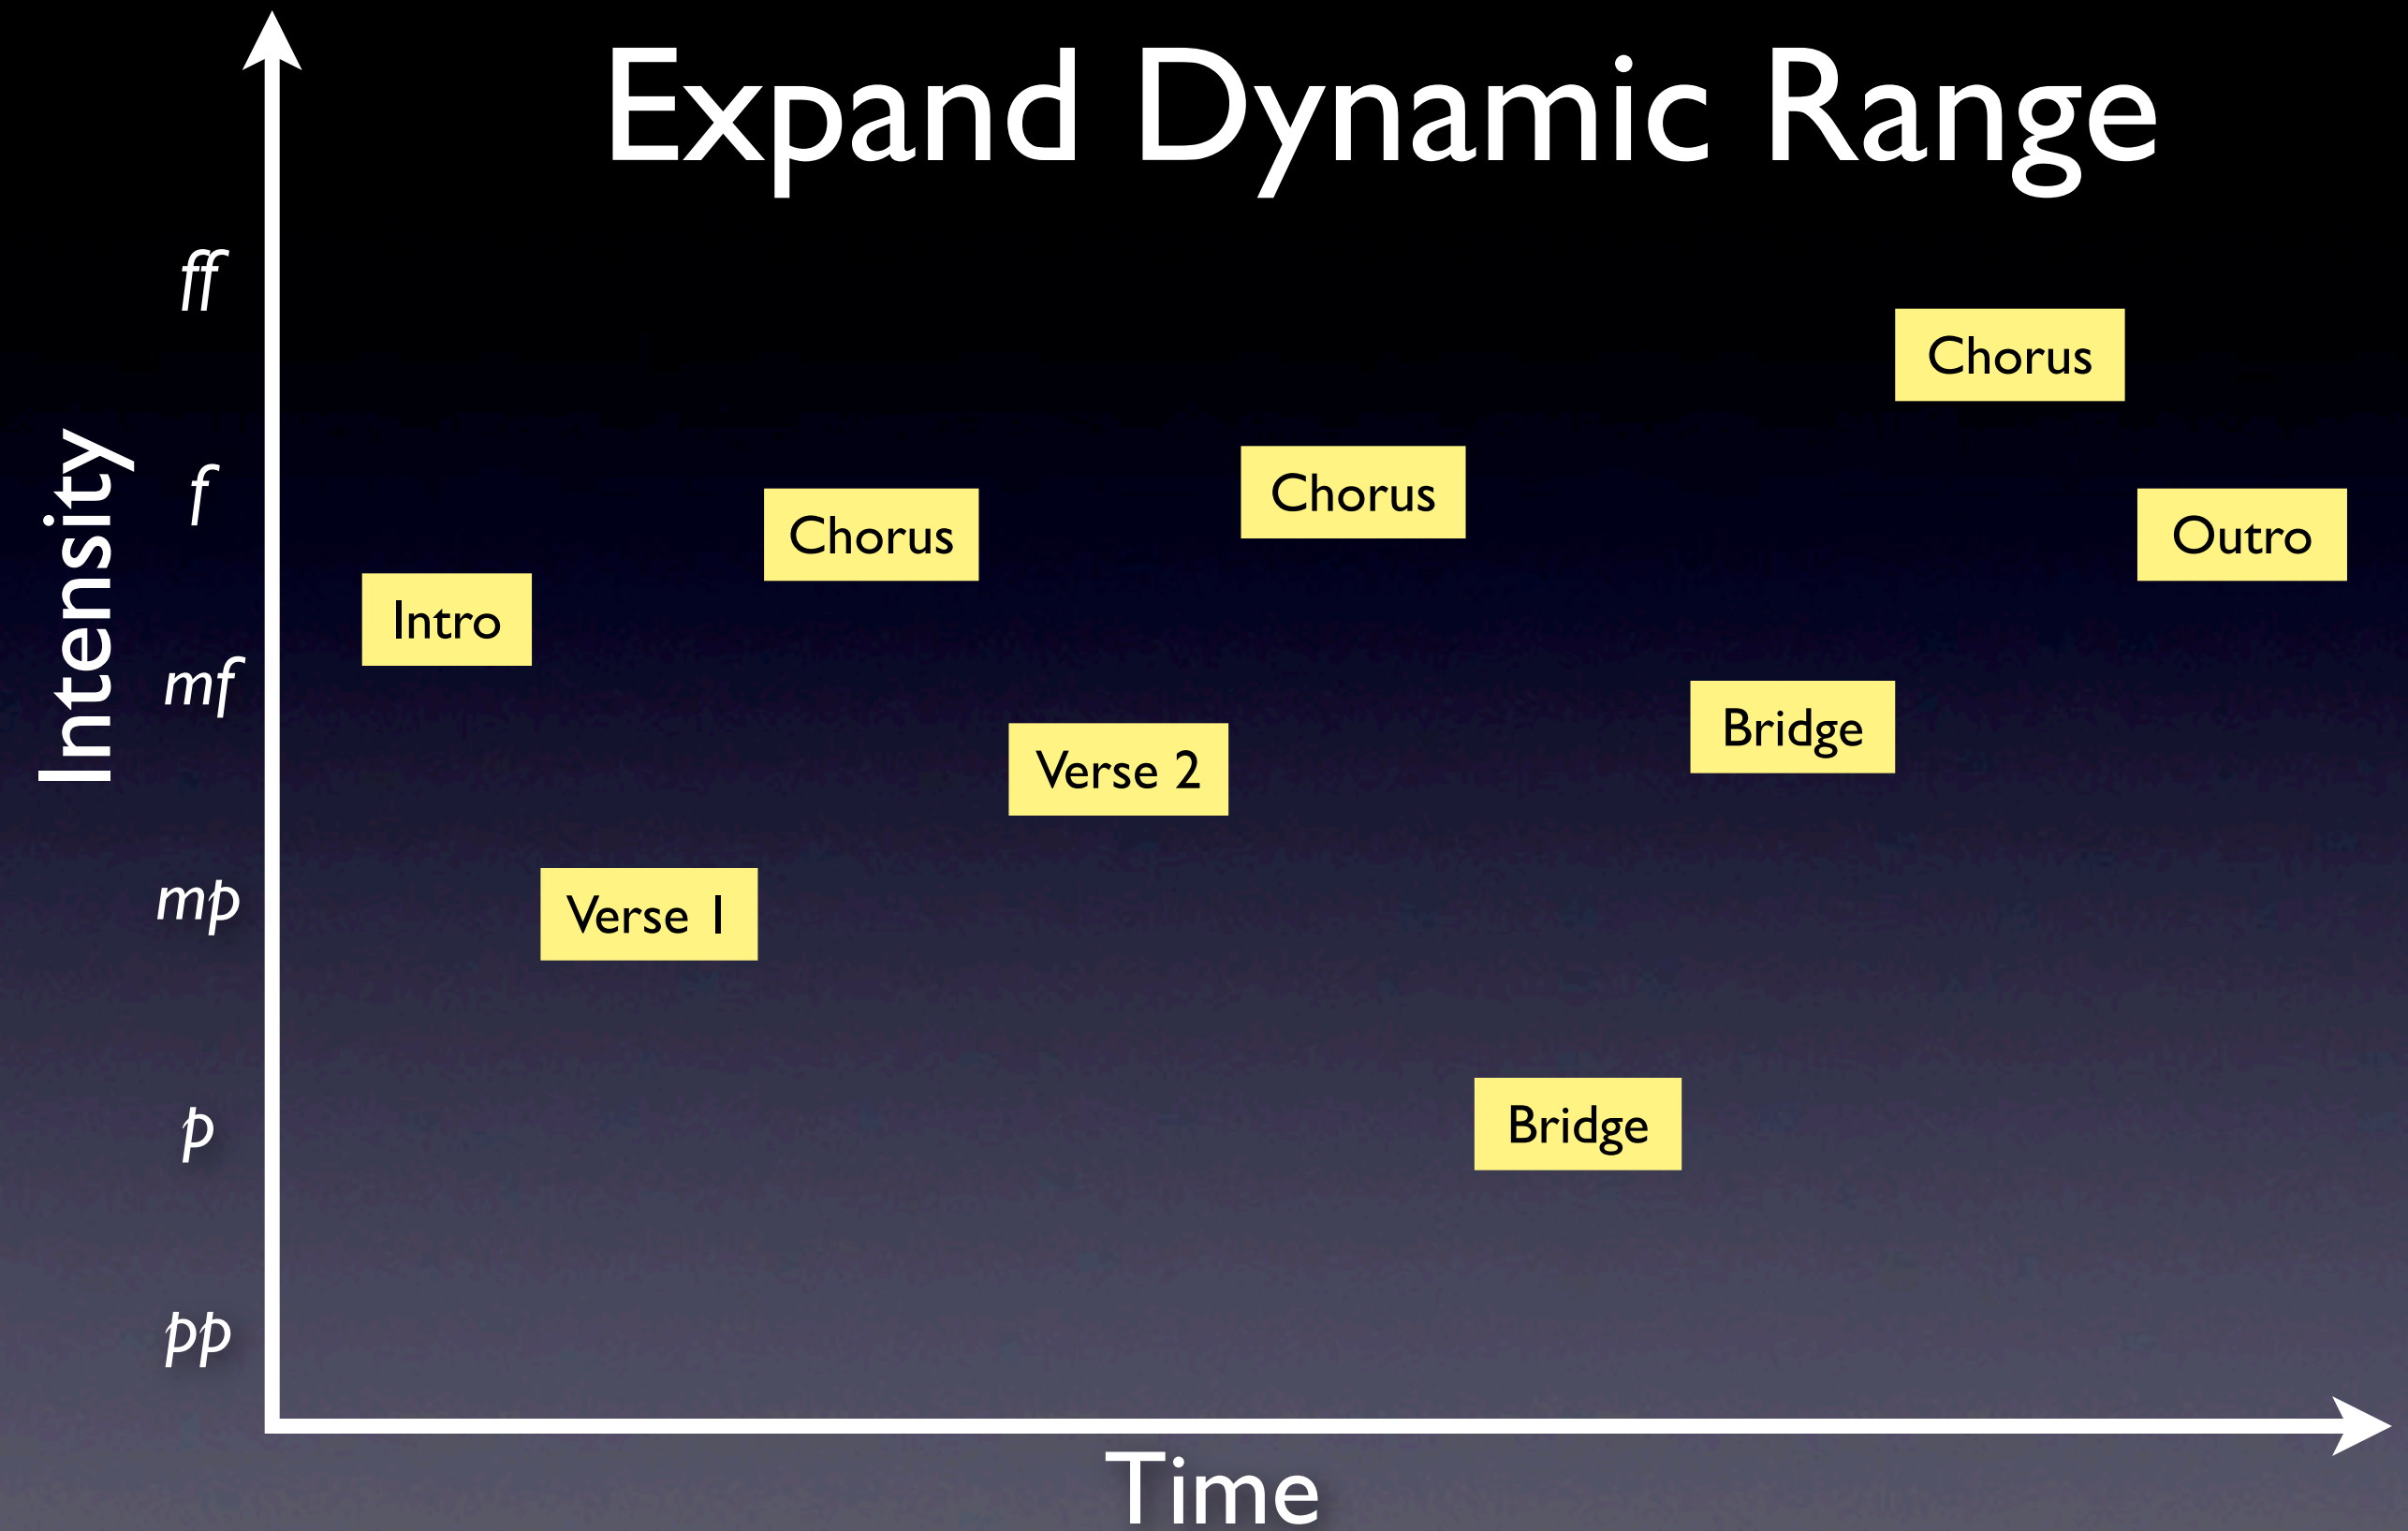 Expand Dynamic Range
Intensity
ff
f
mf
mp
p
pp
Intro
Verse 1
Chorus
Verse 2
Chorus
Bridge
Bridge
Chorus
Outro
Time